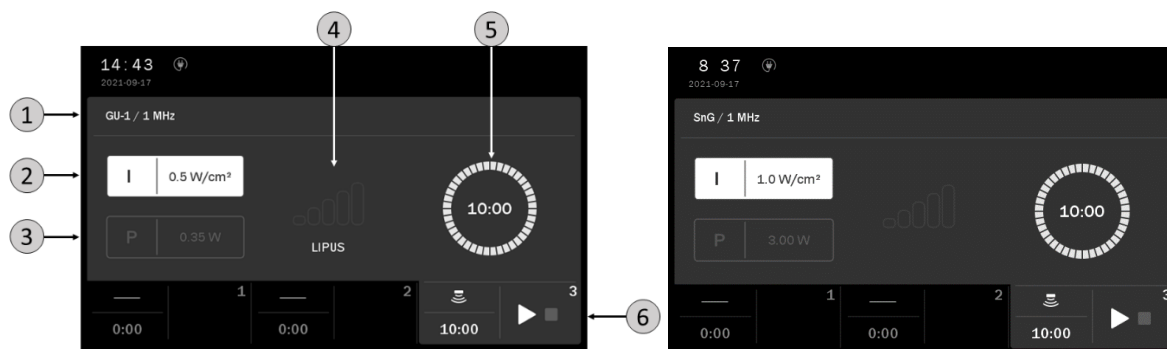 4
5
14:43
2021-09-17
1
GU-1 / 1 MHz
2
I
0.5 W/cm²
3
P
0.35 W
LIPUS
10:00
1
0:00
2
0:00
3
10:00
6
8 37
2021-09-17
SnG / 1 MHz
I
1.0 W/cm²
P
3.00 W
10:00
1
0:00
2
0:00
3
10:00